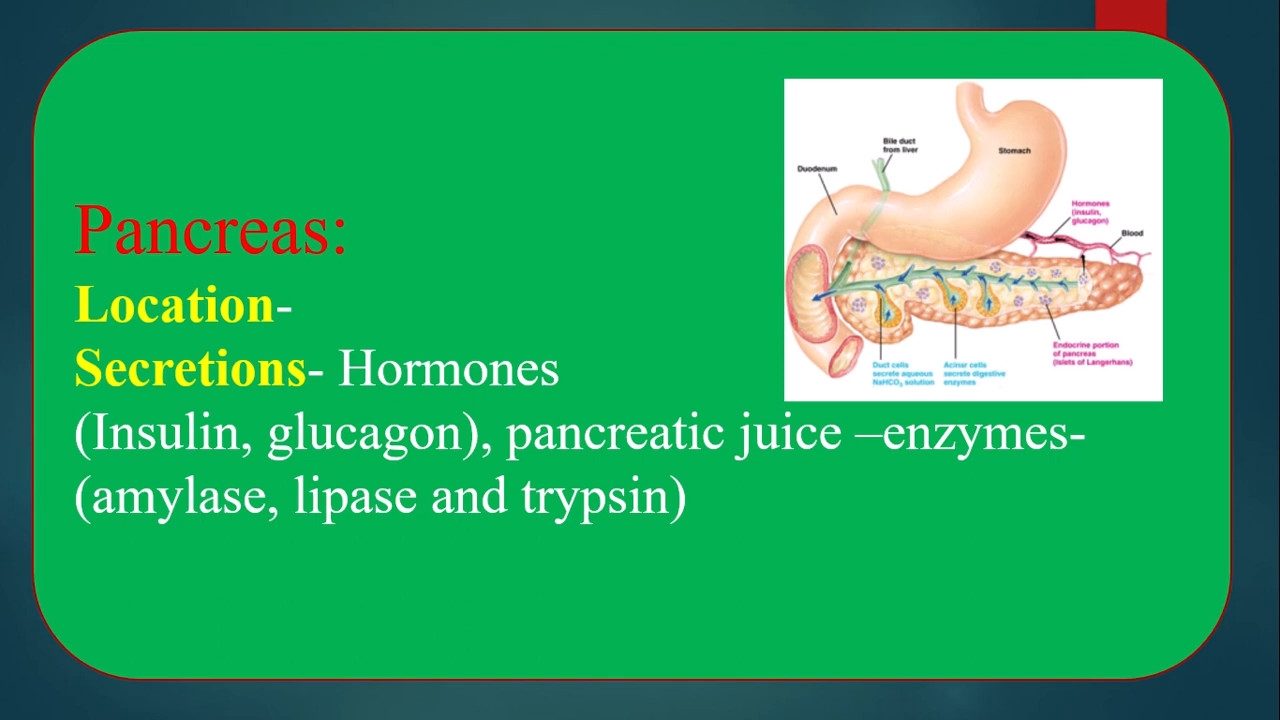 Pancreas:
Location-
Secretions- Hormones
(Insulin, glucagon), pancreatic juice –enzymes-
(amylase, lipase and trypsin)
Bile duct
from liver
Stomach
Duodenum
Hormones
(insulin,
glucagon)
Blood
Endocrine portion
of pancreas
(Islets of Langerhans)
Duct cells
secrete aqueous
NaHCO₃ solution
Acinar cells
secrete digestive
enzymes